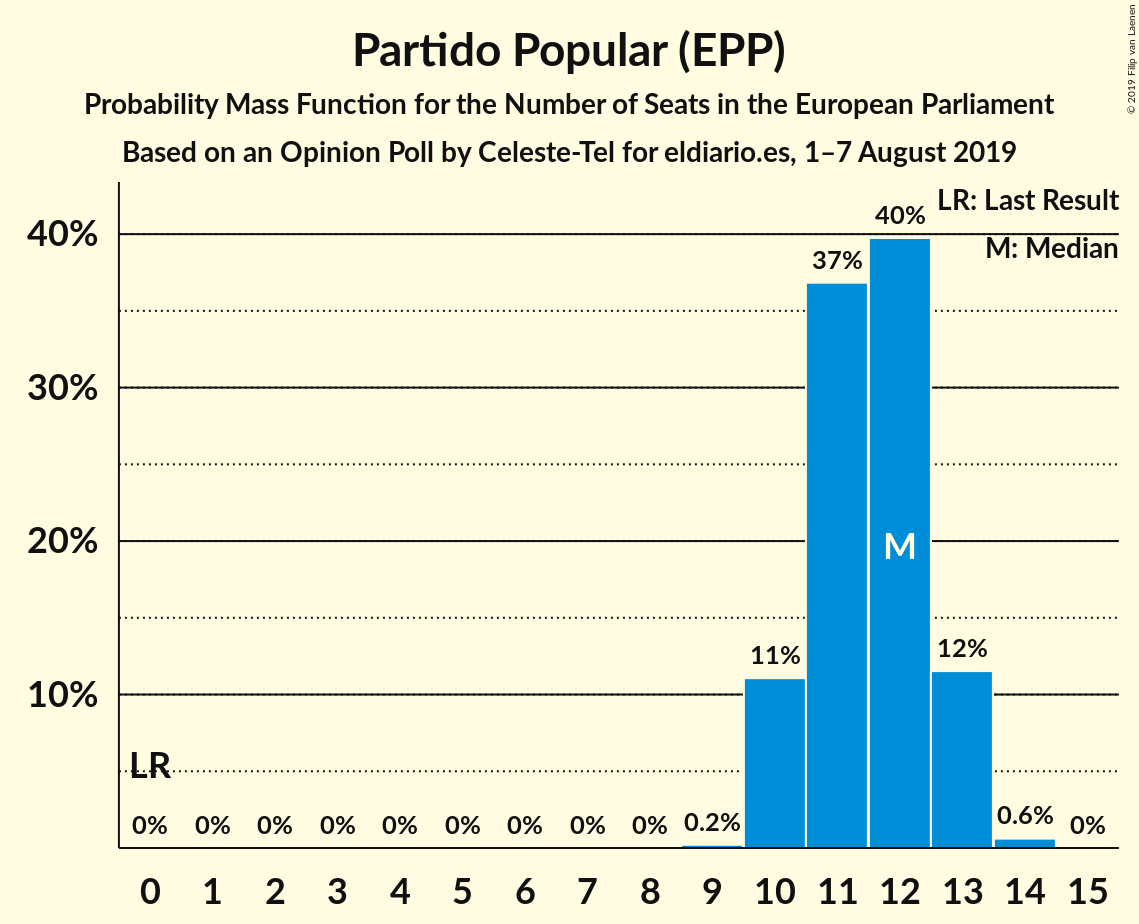 Partido Popular (EPP)
Probability Mass Function for the Number of Seats in the European Parliament
Based on an Opinion Poll by Celeste-Tel for eldiario.es, 1–7 August 2019
© 2019 Filip van Laenen
LR: Last Result
M: Median
40%
30%
20%
10%
40%
37%
M
12%
11%
LR
0% 0% 0% 0% 0% 0% 0% 0% 0% 0.2% 0.6% 0%
0 1 2 3 4 5 6 7 8 9 10 11 12 13 14 15